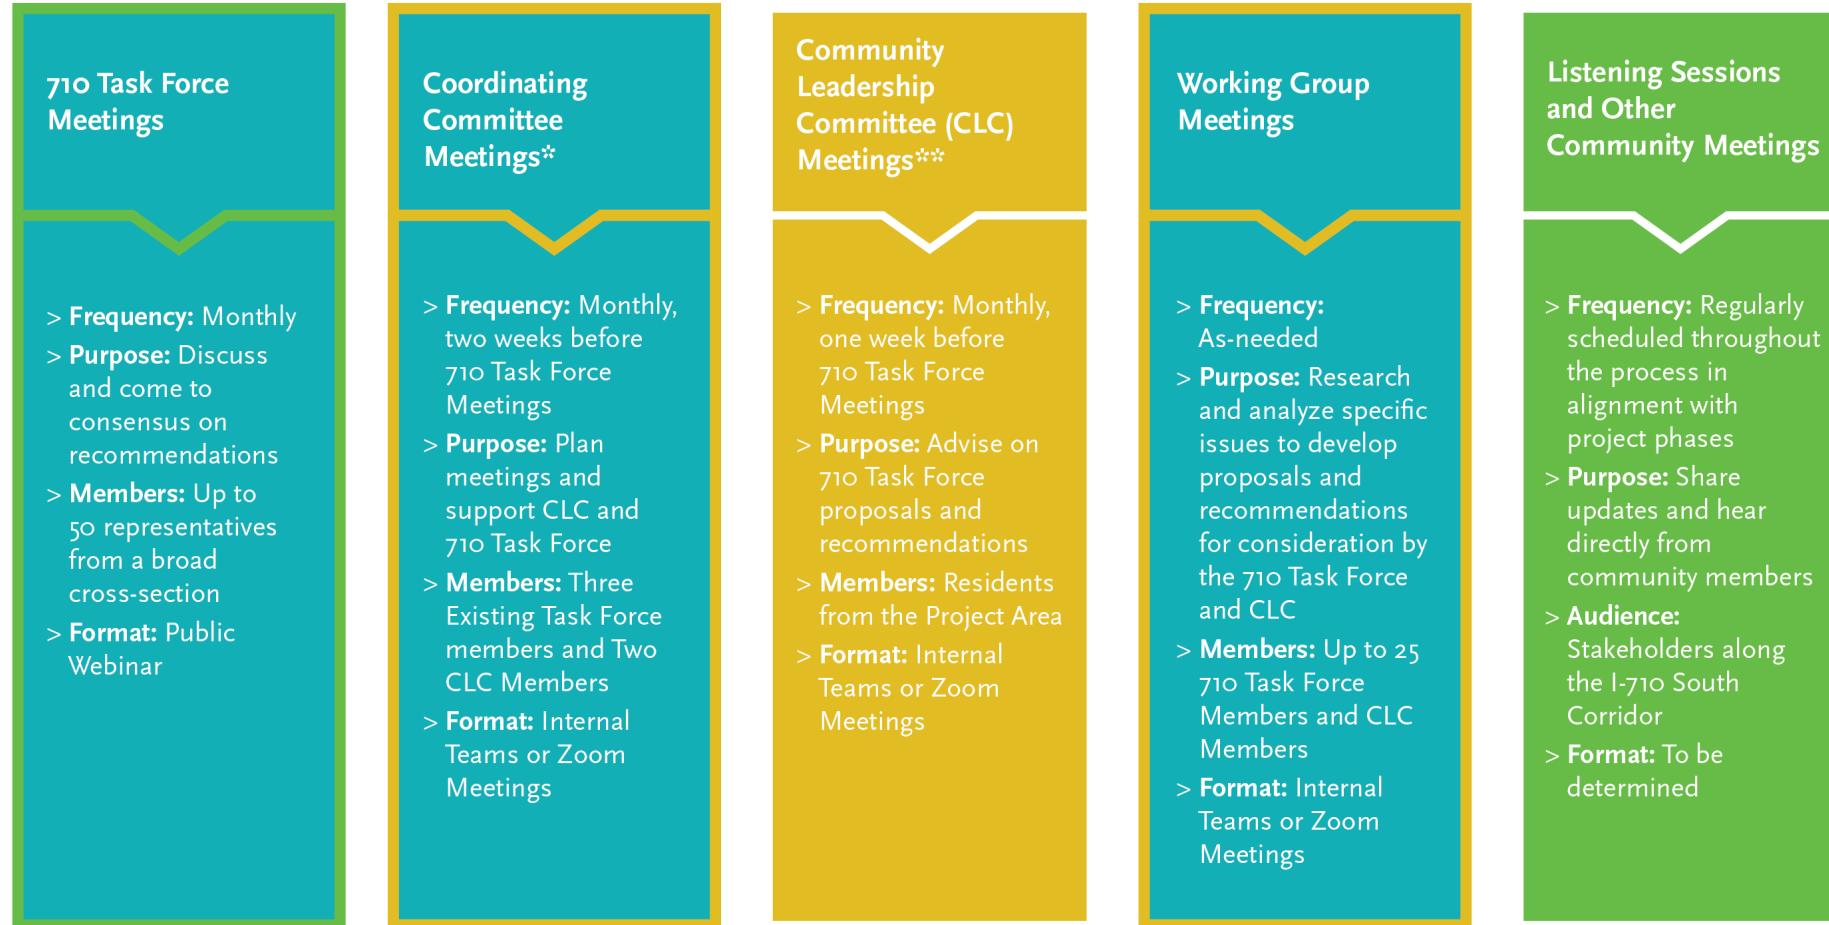 710 Task Force
Meetings
> Frequency: Monthly
> Purpose: Discuss
and come to
consensus on
recommendations
> Members: Up to
50 representatives
from a broad
cross-section
> Format: Public
Webinar
Coordinating
Committee
Meetings*
> Frequency: Monthly,
two weeks before
710 Task Force
Meetings
> Purpose: Plan
meetings and
support CLC and
710 Task Force
> Members: Three
Existing Task Force
members and Two
CLC Members
> Format: Internal
Teams or Zoom
Meetings
Community
Leadership
Committee (CLC)
Meetings**
> Frequency: Monthly,
one week before
710 Task Force
Meetings
> Purpose: Advise on
710 Task Force
proposals and
recommendations
> Members: Residents
from the Project Area
> Format: Internal
Teams or Zoom
Meetings
Working Group
Meetings
> Frequency:
As-needed
> Purpose: Research
and analyze specific
issues to develop
proposals and
recommendations
for consideration by
the 710 Task Force
and CLC
> Members: Up to 25
710 Task Force
Members and CLC
Members
> Format: Internal
Teams or Zoom
Meetings
Listening Sessions
and Other
Community Meetings
> Frequency: Regularly
scheduled throughout
the process in
alignment with
project phases
> Purpose: Share
updates and hear
directly from
community members
> Audience:
Stakeholders along
the I-710 South
Corridor
> Format: To be
determined